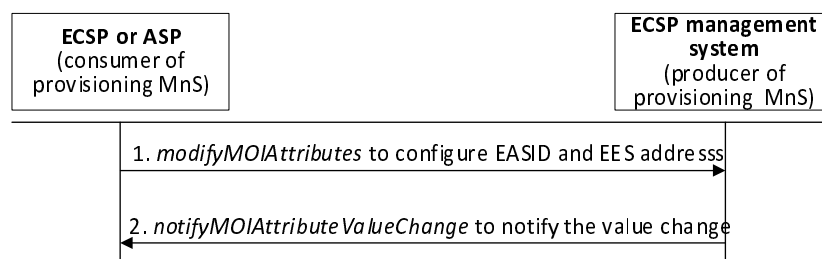 ECSP or ASP
(consumer of
provisioning MnS)
ECSP management
system
(producer of
provisioning MnS)
1. modifyMOIAttributes to configure EASID and EES addresss
2. notifyMOIAttributeValueChange to notify the value change